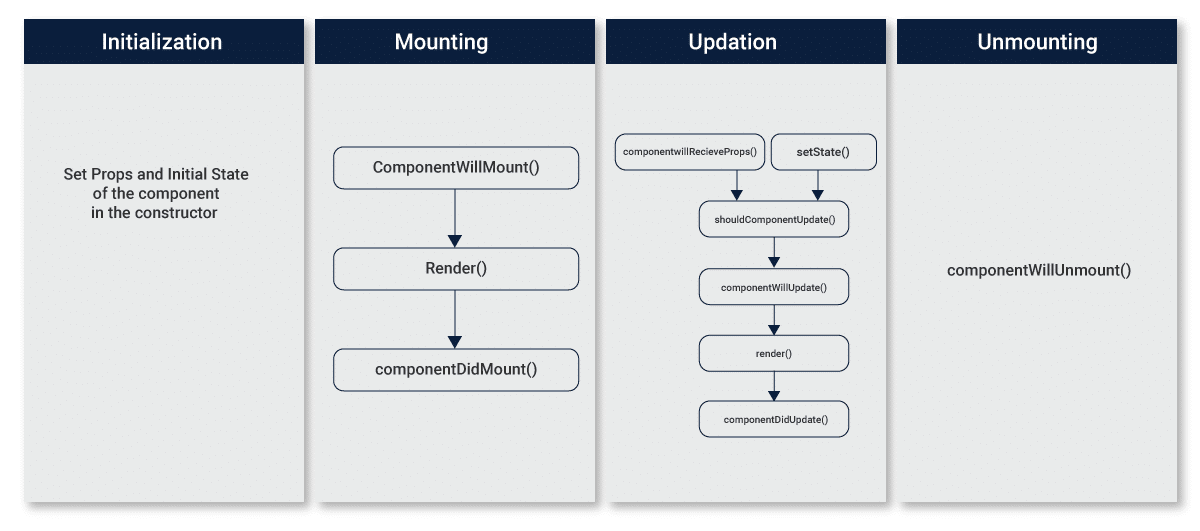 Initialization
Set Props and Initial State
of the component
in the constructor
Mounting
ComponentWillMount()
Render()
componentDidMount()
Updation
componentwillRecieveProps()
setState()
shouldComponentUpdate()
componentWillUpdate()
render()
componentDidUpdate()
Unmounting
componentWillUnmount()